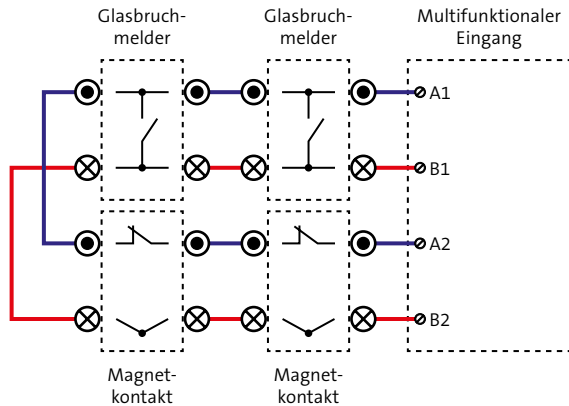 Glasbruch-
melder
Glasbruch-
melder
Multifunktionaler
Eingang
A1
B1
A2
B2
Magnet-
kontakt
Magnet-
kontakt